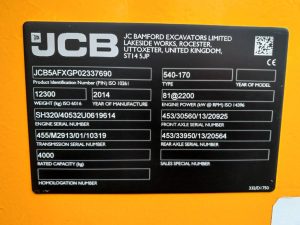 JCB
JC BAMFORD EXCAVATORS LIMITED
LAKESIDE WORKS, ROCESTER,
UTTOXETER, UNITED KINGDOM,
ST14 5JP
JCB5AFXGP02337690
Product Identification Number (PIN) ISO 10261
540-170
TYPE
YEAR OF MODEL
12300
WEIGHT (kg) ISO 6016
2014
YEAR OF MANUFACTURE
81@2200
ENGINE POWER (kW @ RPM) ISO 14396
SH320/40532U0619614
ENGINE SERIAL NUMBER
453/30560/13/20925
FRONT AXLE SERIAL NUMBER
455/M2913/01/10319
TRANSMISSION SERIAL NUMBER
453/33950/13/20564
REAR AXLE SERIAL NUMBER
4000
RATED CAPACITY (kg)
SALES SPECIAL NUMBER
HOMOLOGATION NUMBER
332/D1750